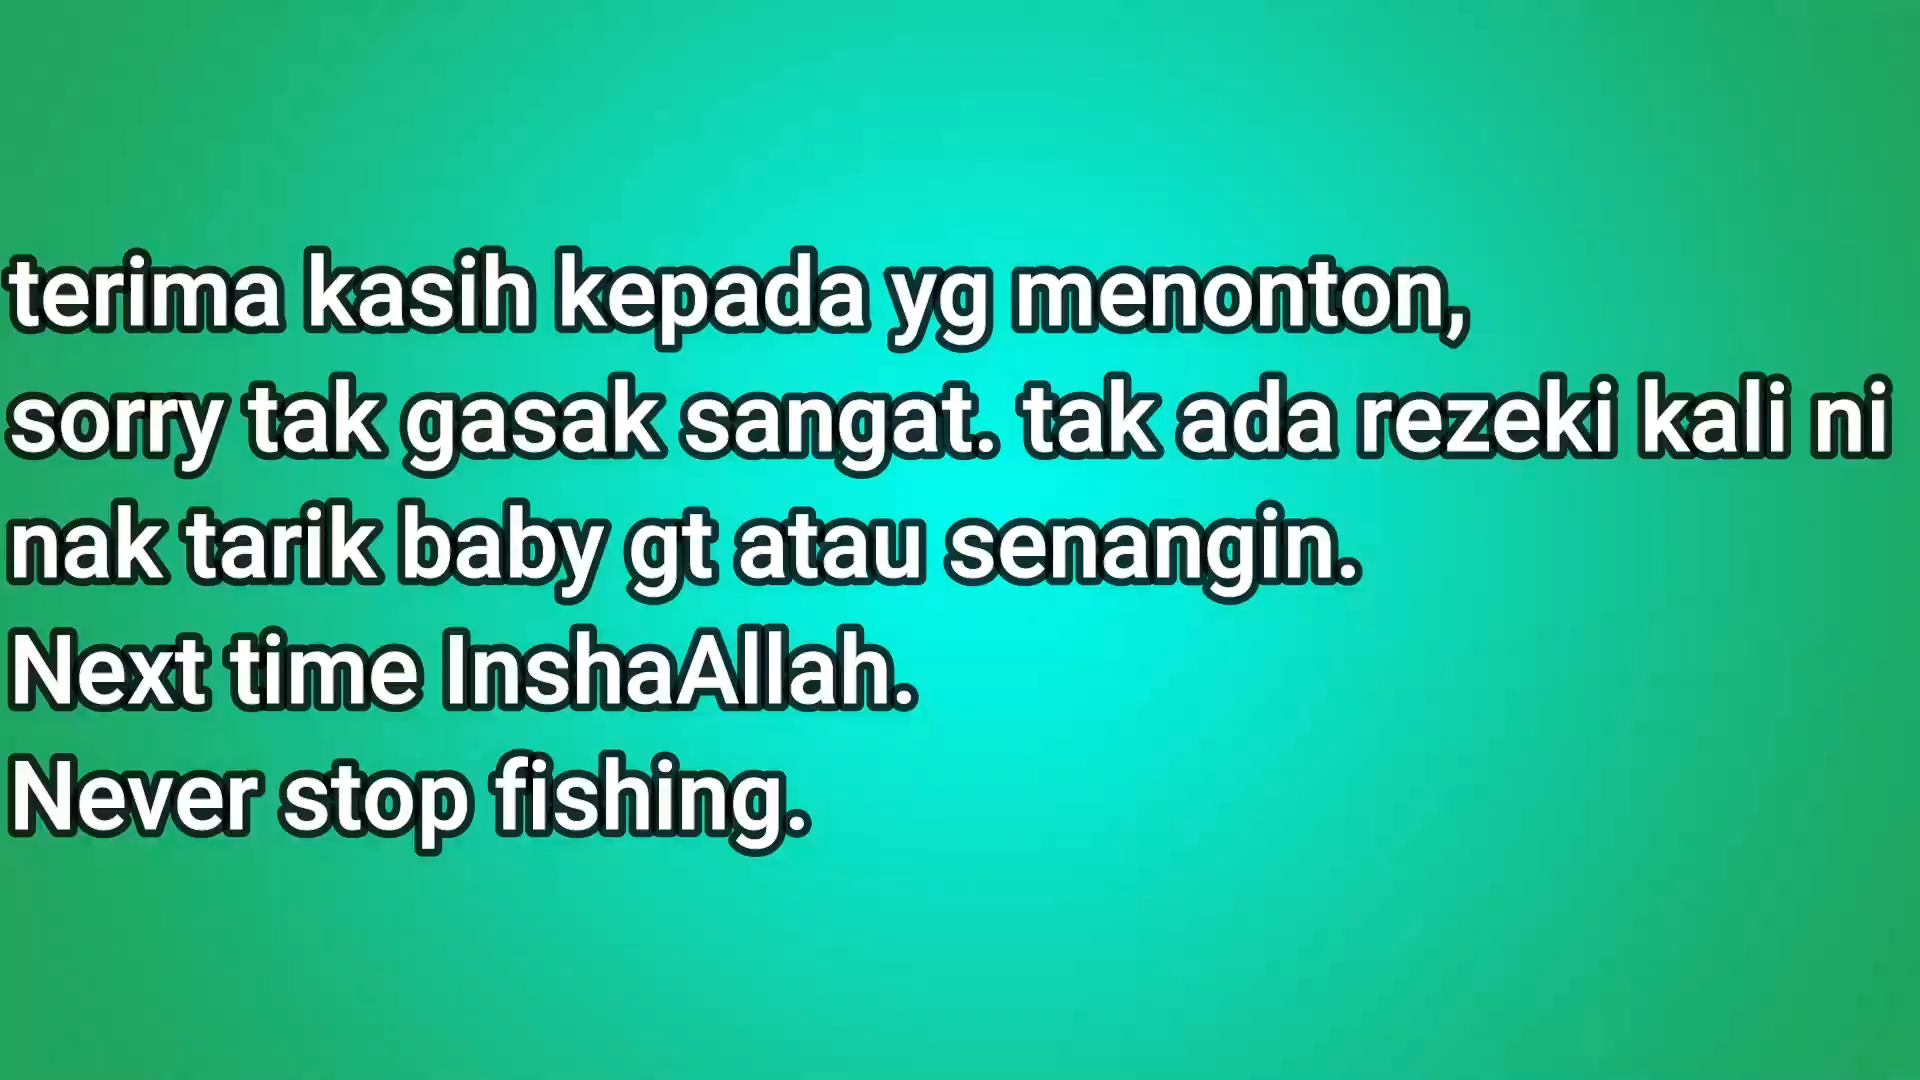 terima kasih kepada yg menonton,
sorry tak gasak sangat. tak ada rezeki kali ni
nak tarik baby gt atau senangin.
Next time InshaAllah.
Never stop fishing.